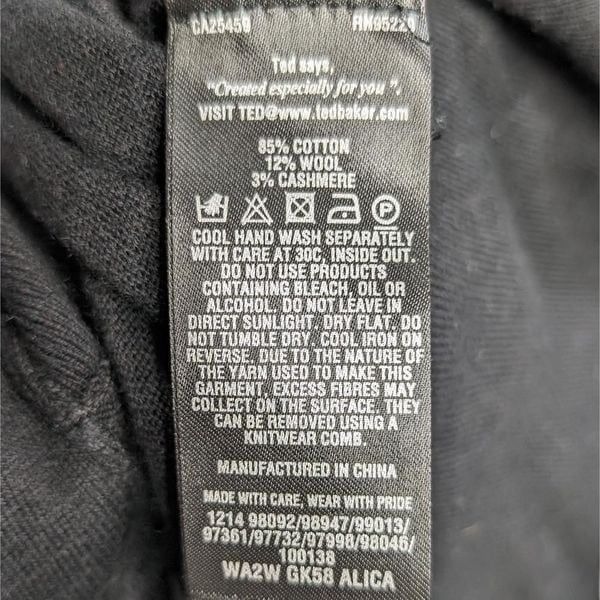 CA25459 RN95220
Ted says,
"Created especially for you".
VISIT TED@www.tedbaker.com
85% COTTON
12% WOOL
3% CASHMERE
P
COOL HAND WASH SEPARATELY
WITH CARE AT 30C, INSIDE OUT.
DO NOT USE PRODUCTS
CONTAINING BLEACH, OIL OR
ALCOHOL. DO NOT LEAVE IN
DIRECT SUNLIGHT, DRY FLAT. DO
NOT TUMBLE DRY. COOL IRON ON
REVERSE. DUE TO THE NATURE OF
THE YARN USED TO MAKE THIS
GARMENT, EXCESS FIBRES MAY
COLLECT ON THE SURFACE. THEY
CAN BE REMOVED USING A
KNITWEAR COMB.
MANUFACTURED IN CHINA
MADE WITH CARE, WEAR WITH PRIDE
1214 98092/98947/99013/
97361/97732/97998/98046/
100138
WA2W GK58 ALICA